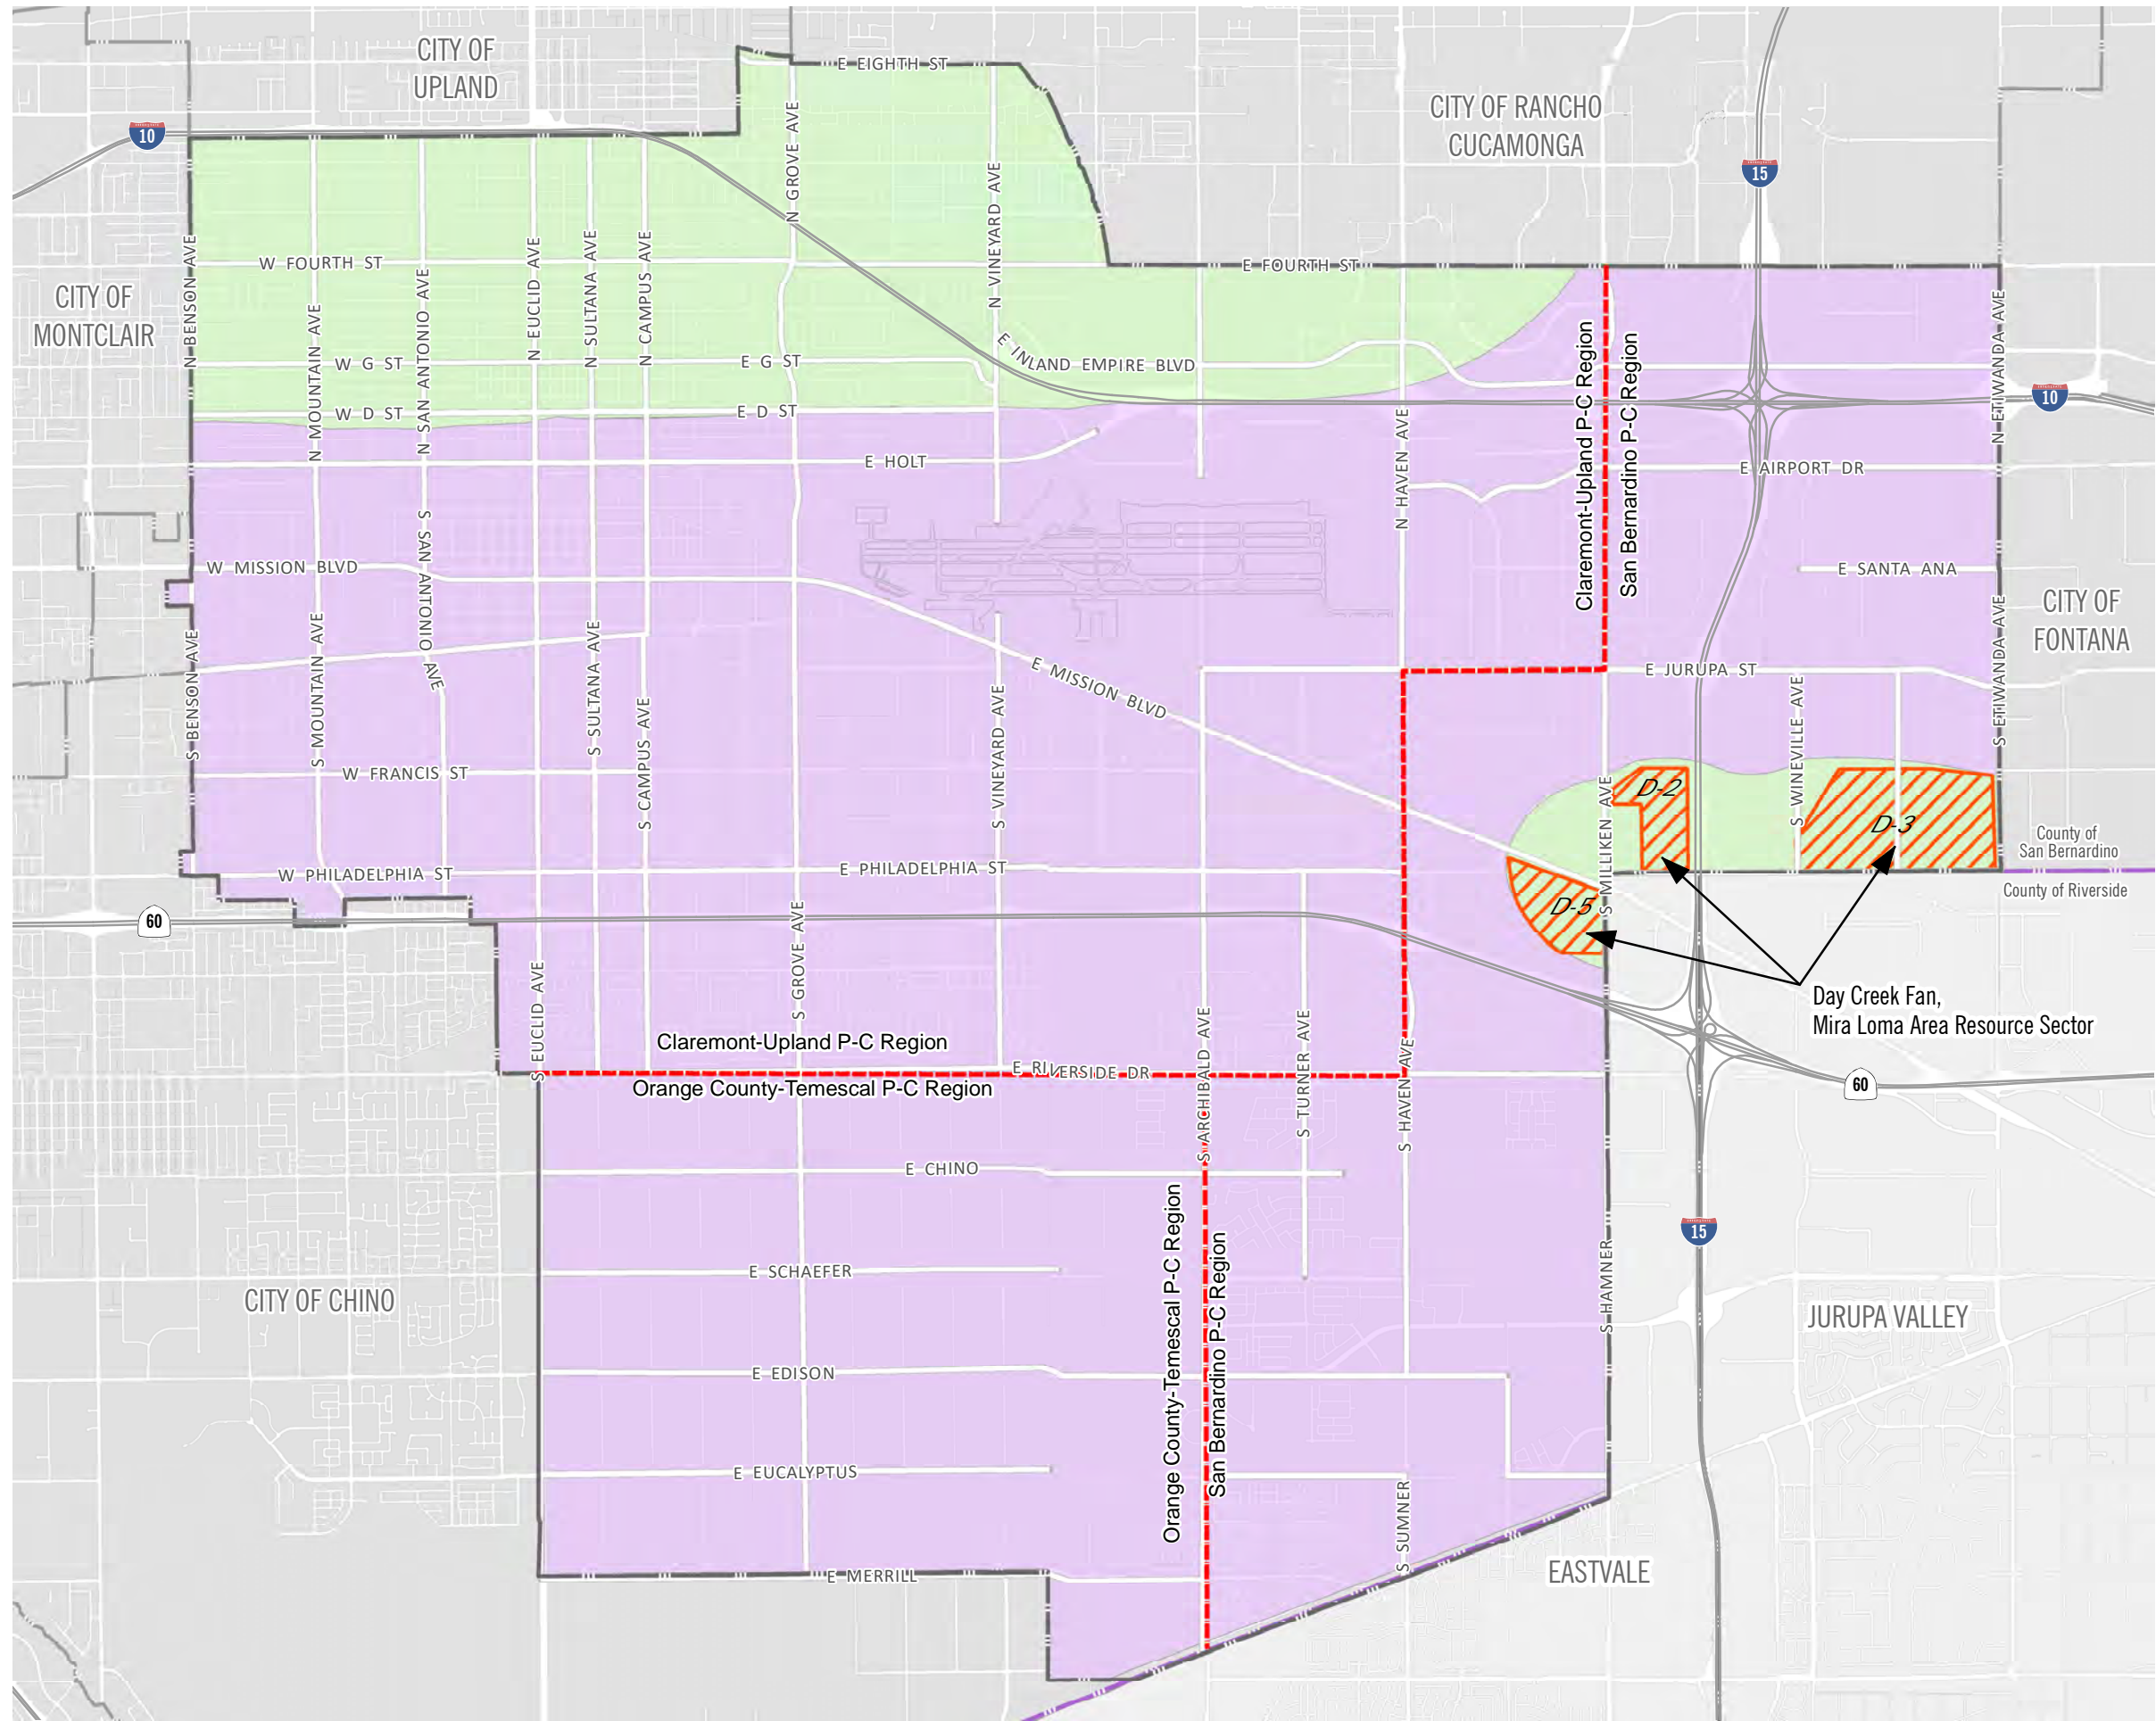 CITY OF
UPLAND
E EIGHTH ST
CITY OF RANCHO
CUCAMONGA
10
15
N GROVE AVE
N VINEYARD AVE
N BENSON AVE
W FOURTH ST
E FOURTH ST
CITY OF
MONTCLAIR
N MOUNTAIN AVE
N SAN ANTONIO AVE
N EUCLID AVE
N SULTANA AVE
N CAMPUS AVE
W G ST
E G ST
E INLAND EMPIRE BLVD
Claremont-Upland P-C Region
San Bernardino P-C Region
N ETIWANDA AVE
10
W D ST
E D ST
E HOLT
N HAVEN AVE
E AIRPORT DR
W MISSION BLVD
S SAN ANTONIO AVE
E SANTA ANA
CITY OF
FONTANA
S BENSON AVE
S MOUNTAIN AVE
S SULTANA AVE
S CAMPUS AVE
S VINEYARD AVE
E MISSION BLVD
E JURUPA ST
S WINEVILLE AVE
S ETIWANDA AVE
W FRANCIS ST
D-2
D-3
S MILLIKEN AVE
County of
San Bernardino
County of Riverside
W PHILADELPHIA ST
E PHILADELPHIA ST
D-5
60
S GROVE AVE
S EUCLID AVE
Day Creek Fan,
Mira Loma Area Resource Sector
Claremont-Upland P-C Region
E RIVERSIDE DR
Orange County-Temescal P-C Region
S ARCHIBALD AVE
S TURNER AVE
S HAVEN AVE
60
E CHINO
Orange County-Temescal P-C Region
San Bernardino P-C Region
15
E SCHAEFER
S HAMNER
CITY OF CHINO
JURUPA VALLEY
E EDISON
E EUCALYPTUS
S SUMNER
E MERRILL
EASTVALE